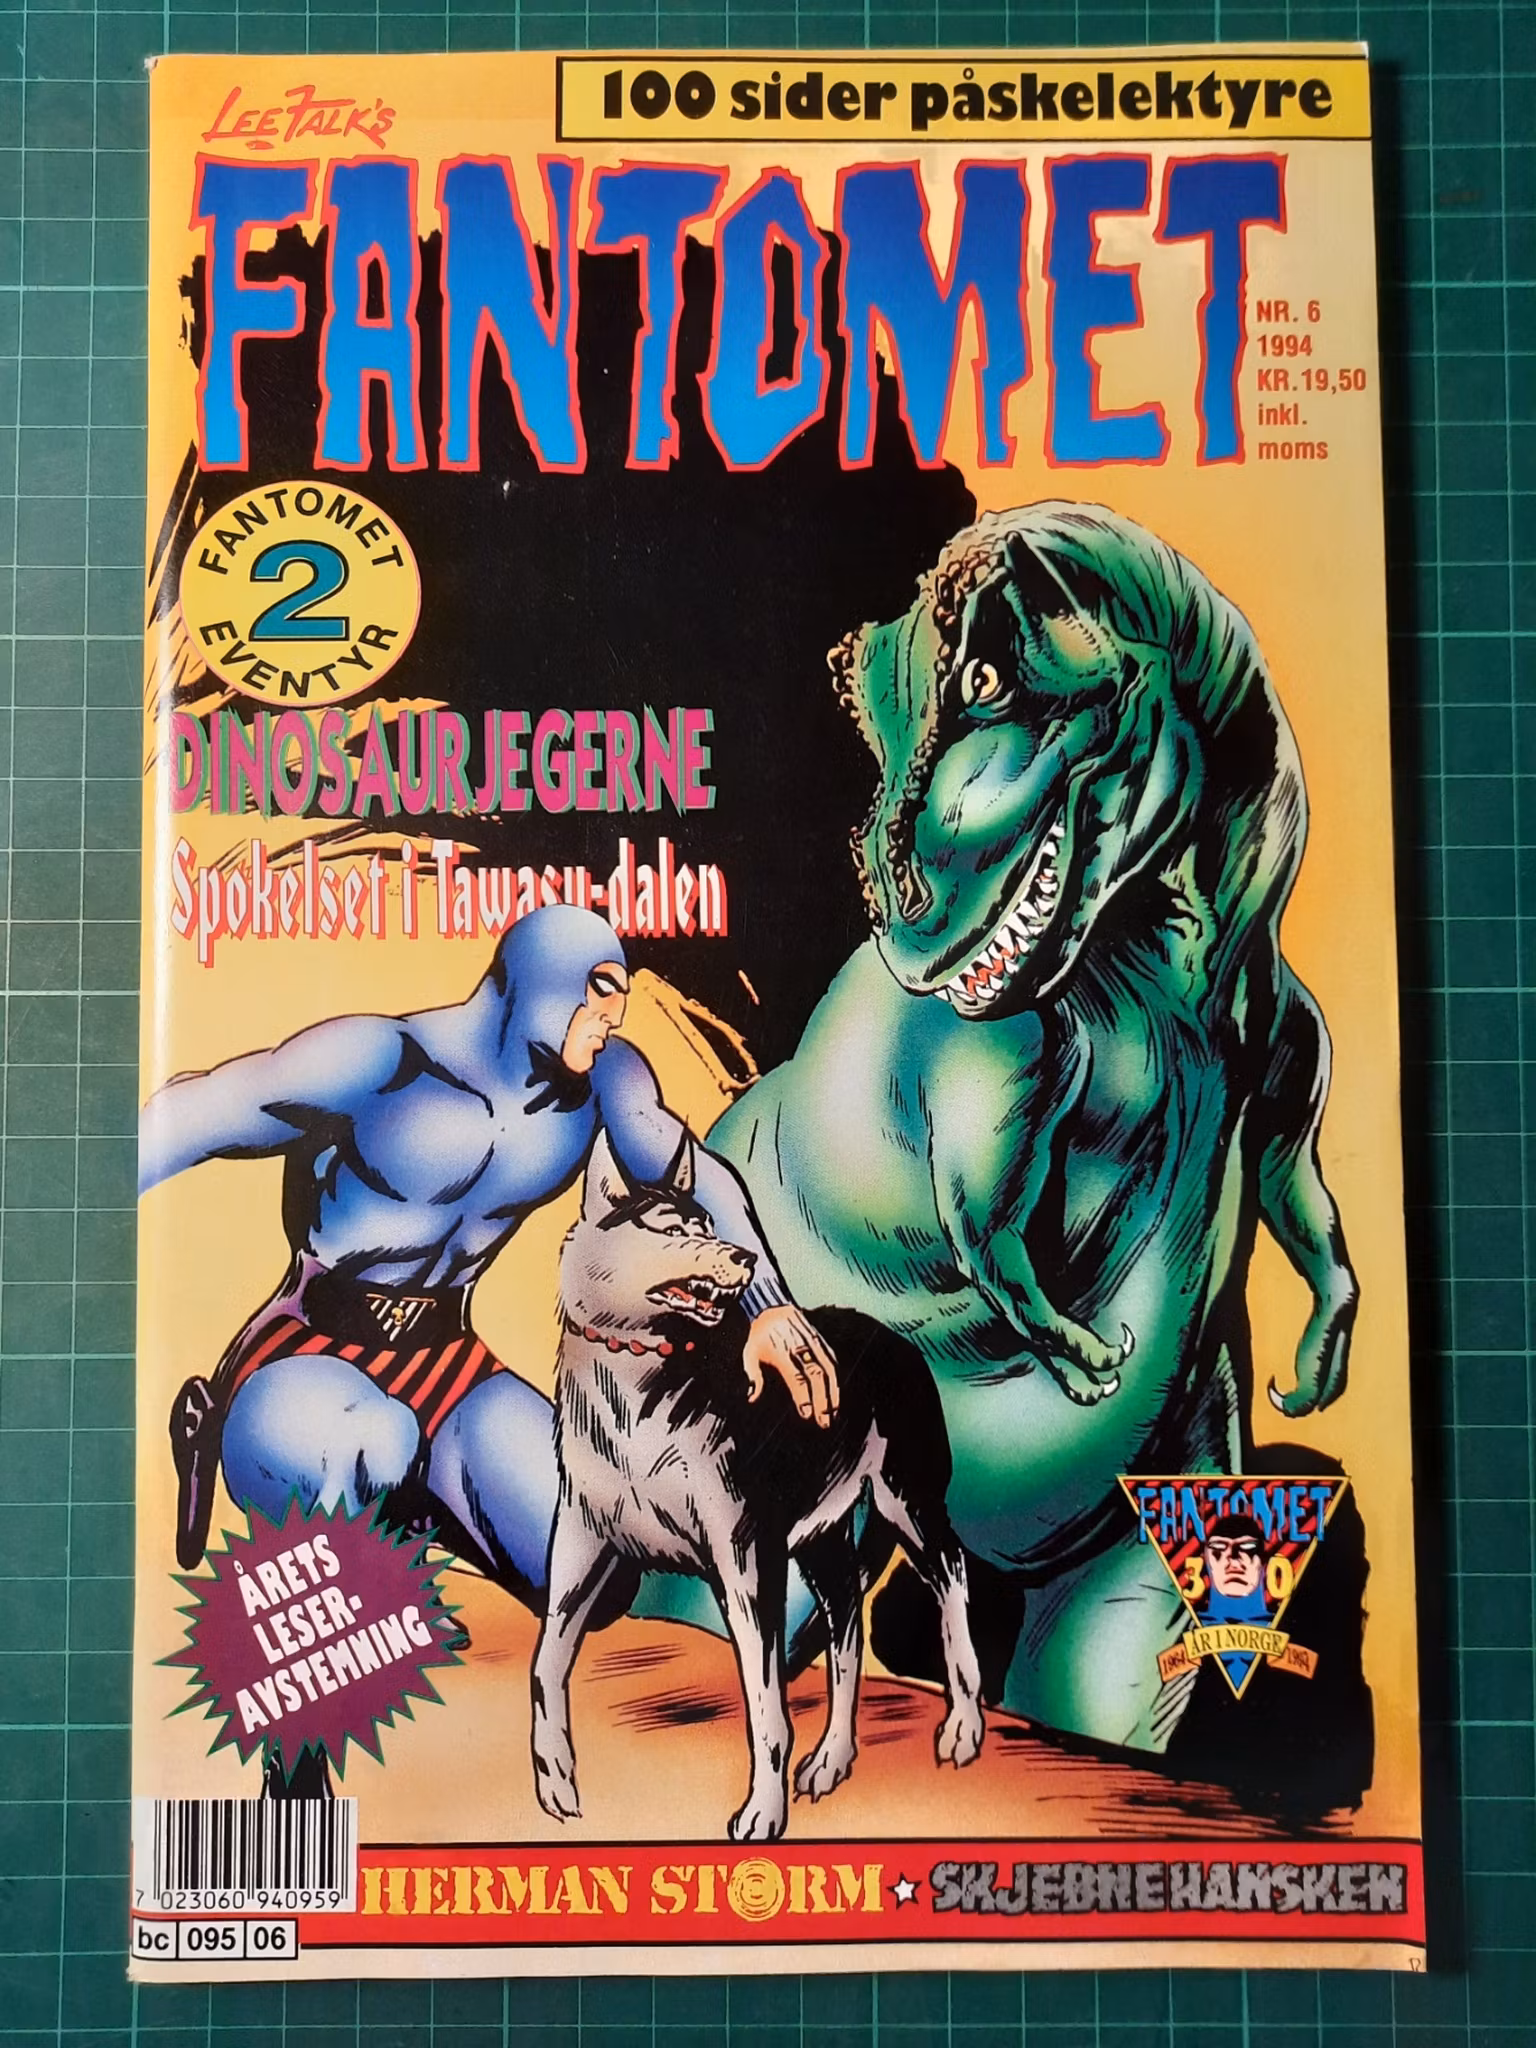 100 sider påskelektyre
LEE FALK'S
FANTOMET
NR. 6
1994
KR. 19,50
inkl.
moms
FANTOMET
2
EVENTYR
DINOSAURJEGERNE
Spøkelset i Tawasu-dalen
FANTOMET
30
ÅR I NORGE
1964
ÅRETS
LESER-
AVSTEMNING
HERMAN STORM ★ SKJEBNEHANSKEN
7 023060 940959
bc 095 06